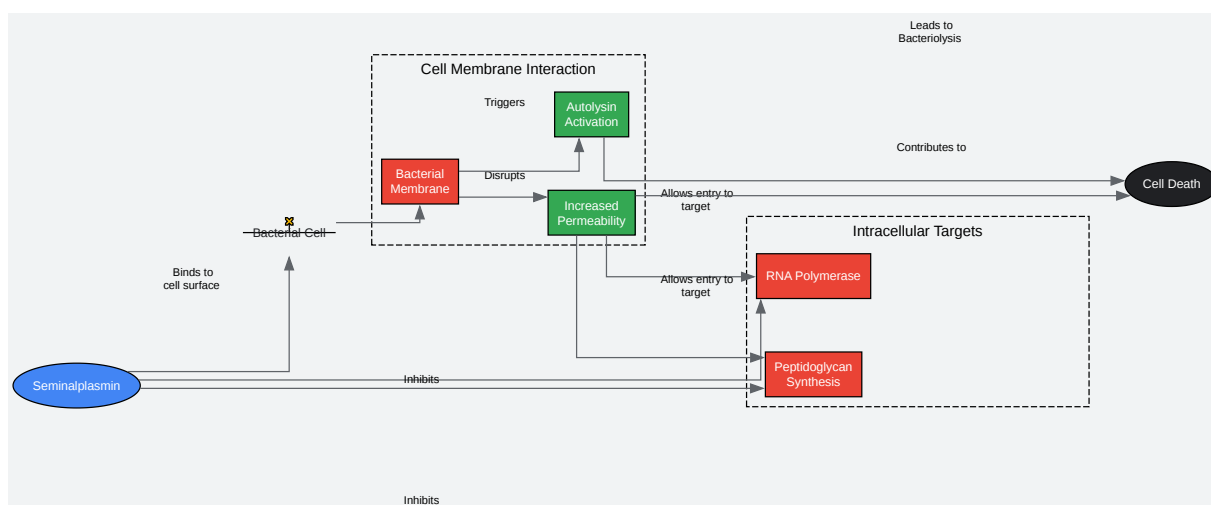 Leads to
Bacteriolysis
Cell Membrane Interaction
Triggers
Autolysin
Activation
Contributes to
Bacterial
Membrane
Disrupts
Cell Death
Allows entry to
target
Increased
Permeability
Bacterial Cell
Intracellular Targets
Binds to
cell surface
Allows entry to
target
RNA Polymerase
Peptidoglycan
Synthesis
Seminalplasmin
Inhibits
Inhibits